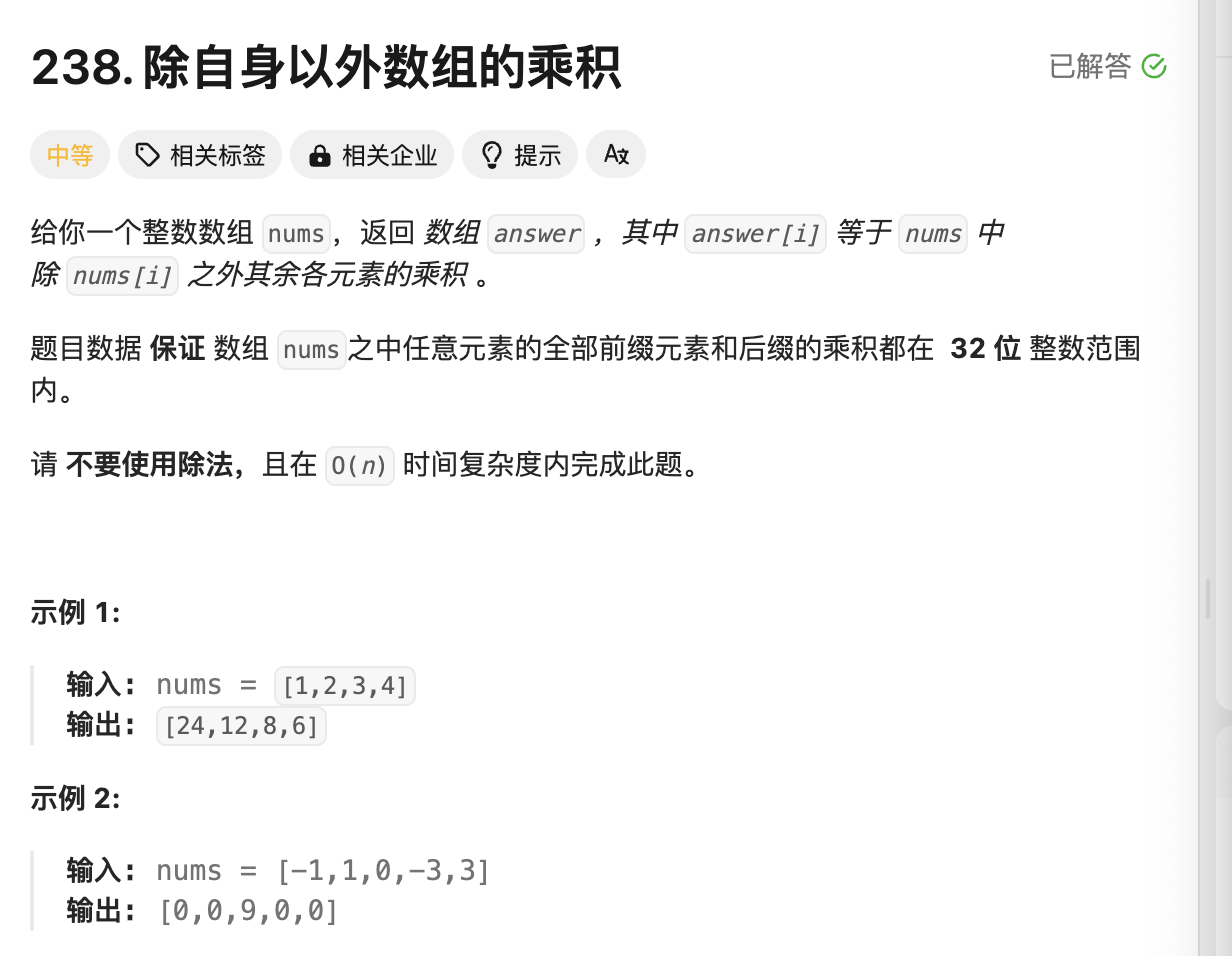 238. 除自身以外数组的乘积
已解答
中等 相关标签 相关企业 提示
给你一个整数数组 nums，返回 数组 answer ，其中 answer[i] 等于 nums 中
除 nums[i] 之外其余各元素的乘积 。
题目数据 保证 数组 nums之中任意元素的全部前缀元素和后缀的乘积都在 32 位 整数范围
内。
请 不要使用除法，且在 O(n) 时间复杂度内完成此题。
示例 1:
输入: nums = [1,2,3,4]
输出: [24,12,8,6]
示例 2:
输入: nums = [-1,1,0,-3,3]
输出: [0,0,9,0,0]